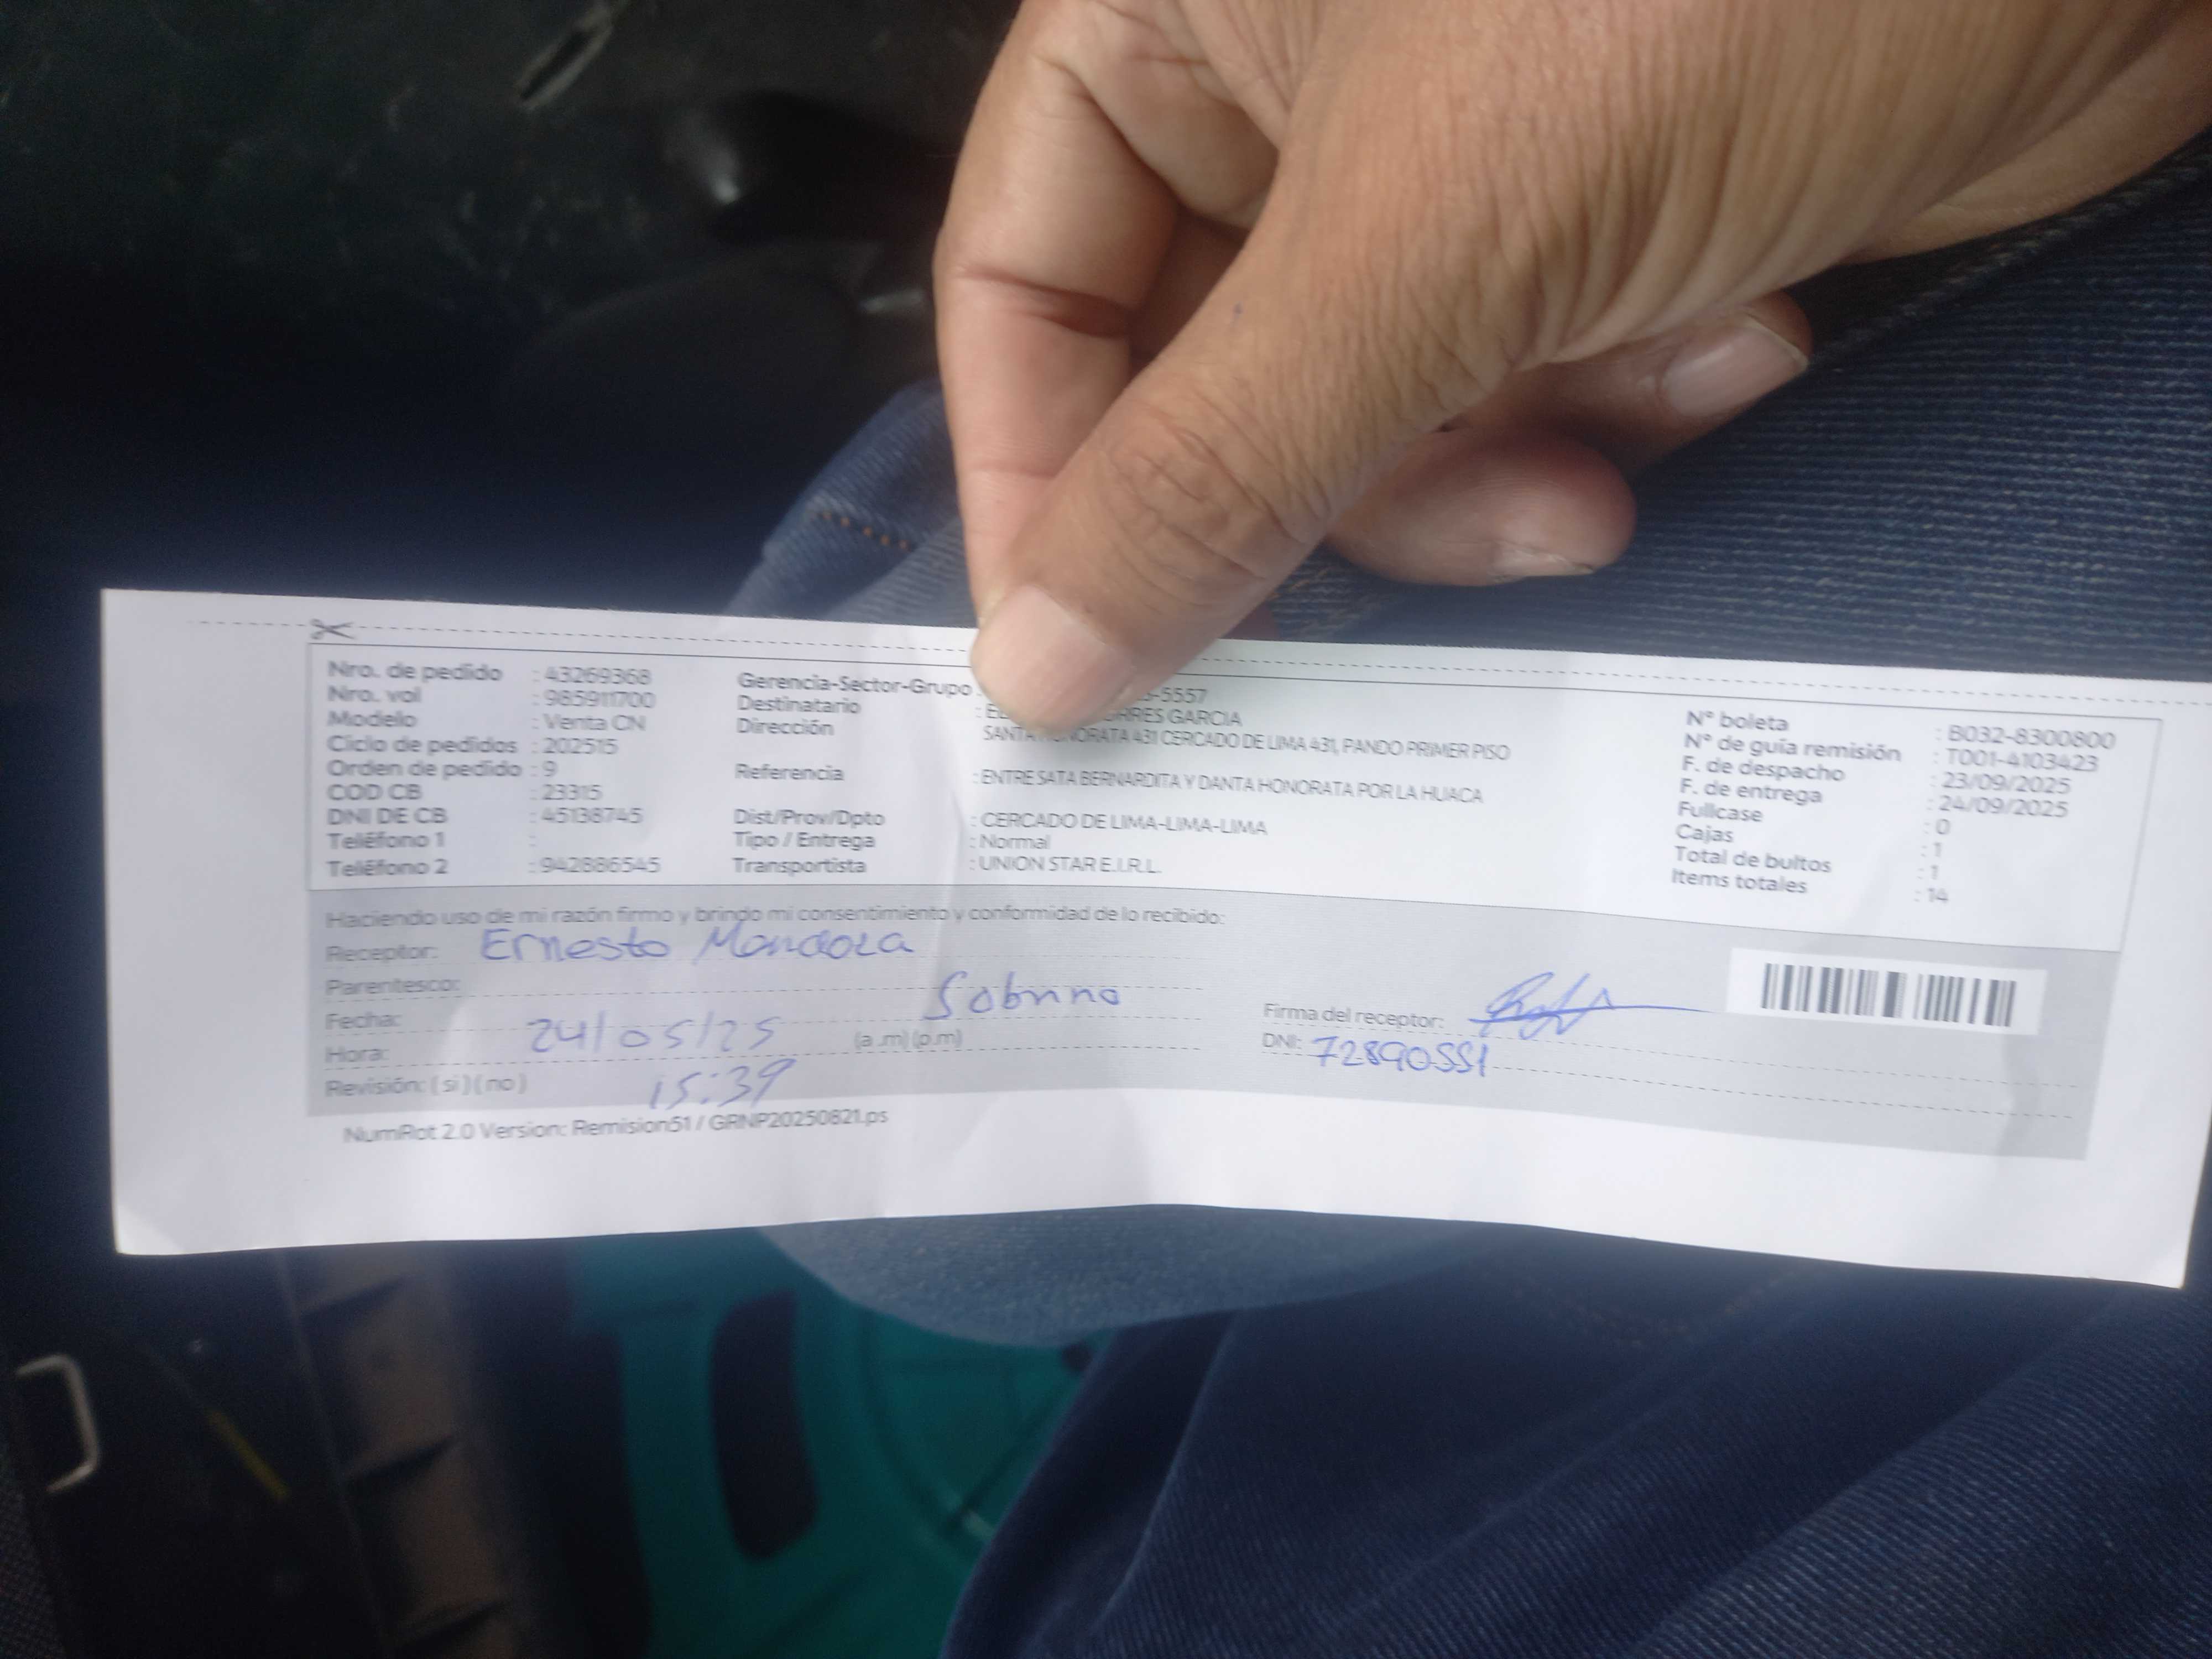 Nro. de pedido : 43269368
Nro. vol : 985911700
Modelo : Venta CN
Ciclo de pedidos : 202515
Orden de pedido : 9
COD CB : 23315
DNI DE CB : 45138745
Teléfono 1 :
Teléfono 2 : 942886545
Gerencia-Sector-Grupo : -5557
Destinatario : GARCIA
Dirección SANTA HONORATA 431 CERCADO DE LIMA 431, PANDO PRIMER PISO
Referencia : ENTRE SATA BERNARDITA Y DANTA HONORATA POR LA HUACA
Dist/Prov/Dpto : CERCADO DE LIMA-LIMA-LIMA
Tipo / Entrega : Normal
Transportista : UNION STAR E.I.R.L.
N° boleta : B032-8300800
N° de guía remisión : T001-4103423
F. de despacho : 23/09/2025
F. de entrega : 24/09/2025
Fullcase : 0
Cajas : 1
Total de bultos : 1
Items totales : 14
Haciendo uso de mi razón firmo y brindo mi consentimiento y conformidad de lo recibido:
Receptor: Ernesto Mendoza
Parentesco: Sobrino
Fecha: 24/05/25
Hora: 15:39 (a.m) (p.m)
Revisión: ( si ) ( no )
Firma del receptor:
DNI: 72890551
NumRot 2.0 Version: Remision51 / GRNP20250821.ps